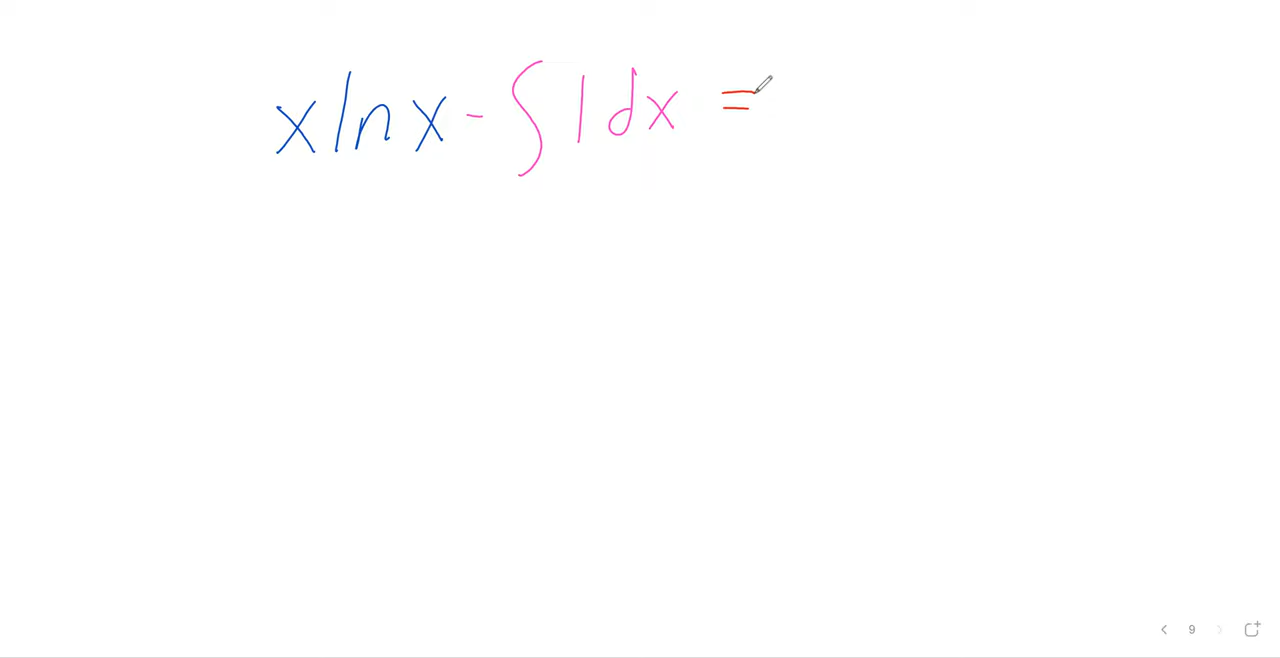 x ln x - ∫ 1 dx =
9